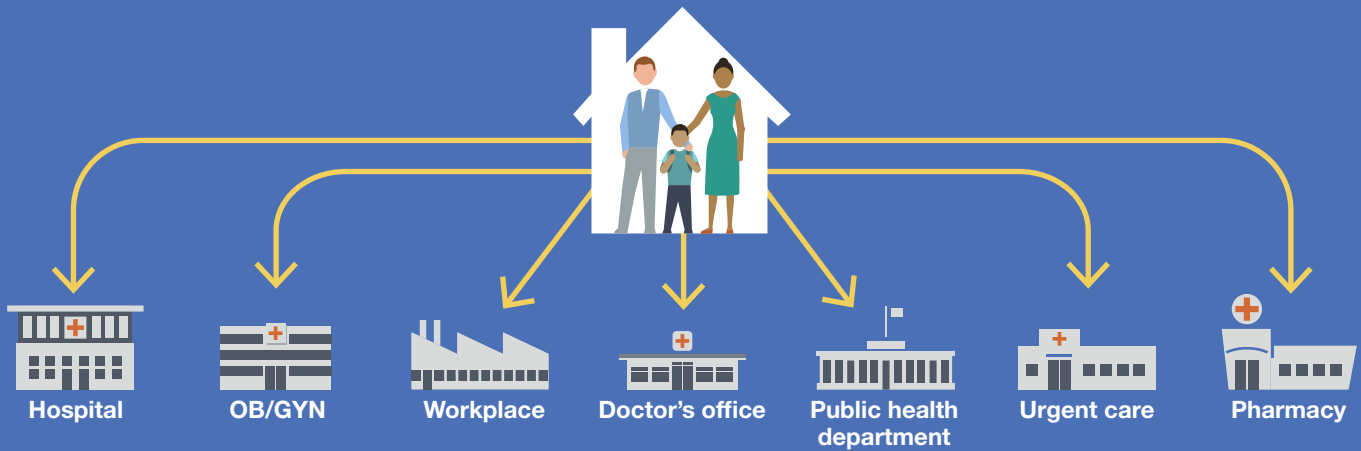 Hospital
OB/GYN
Workplace
Doctor’s office
Public health
department
Urgent care
Pharmacy